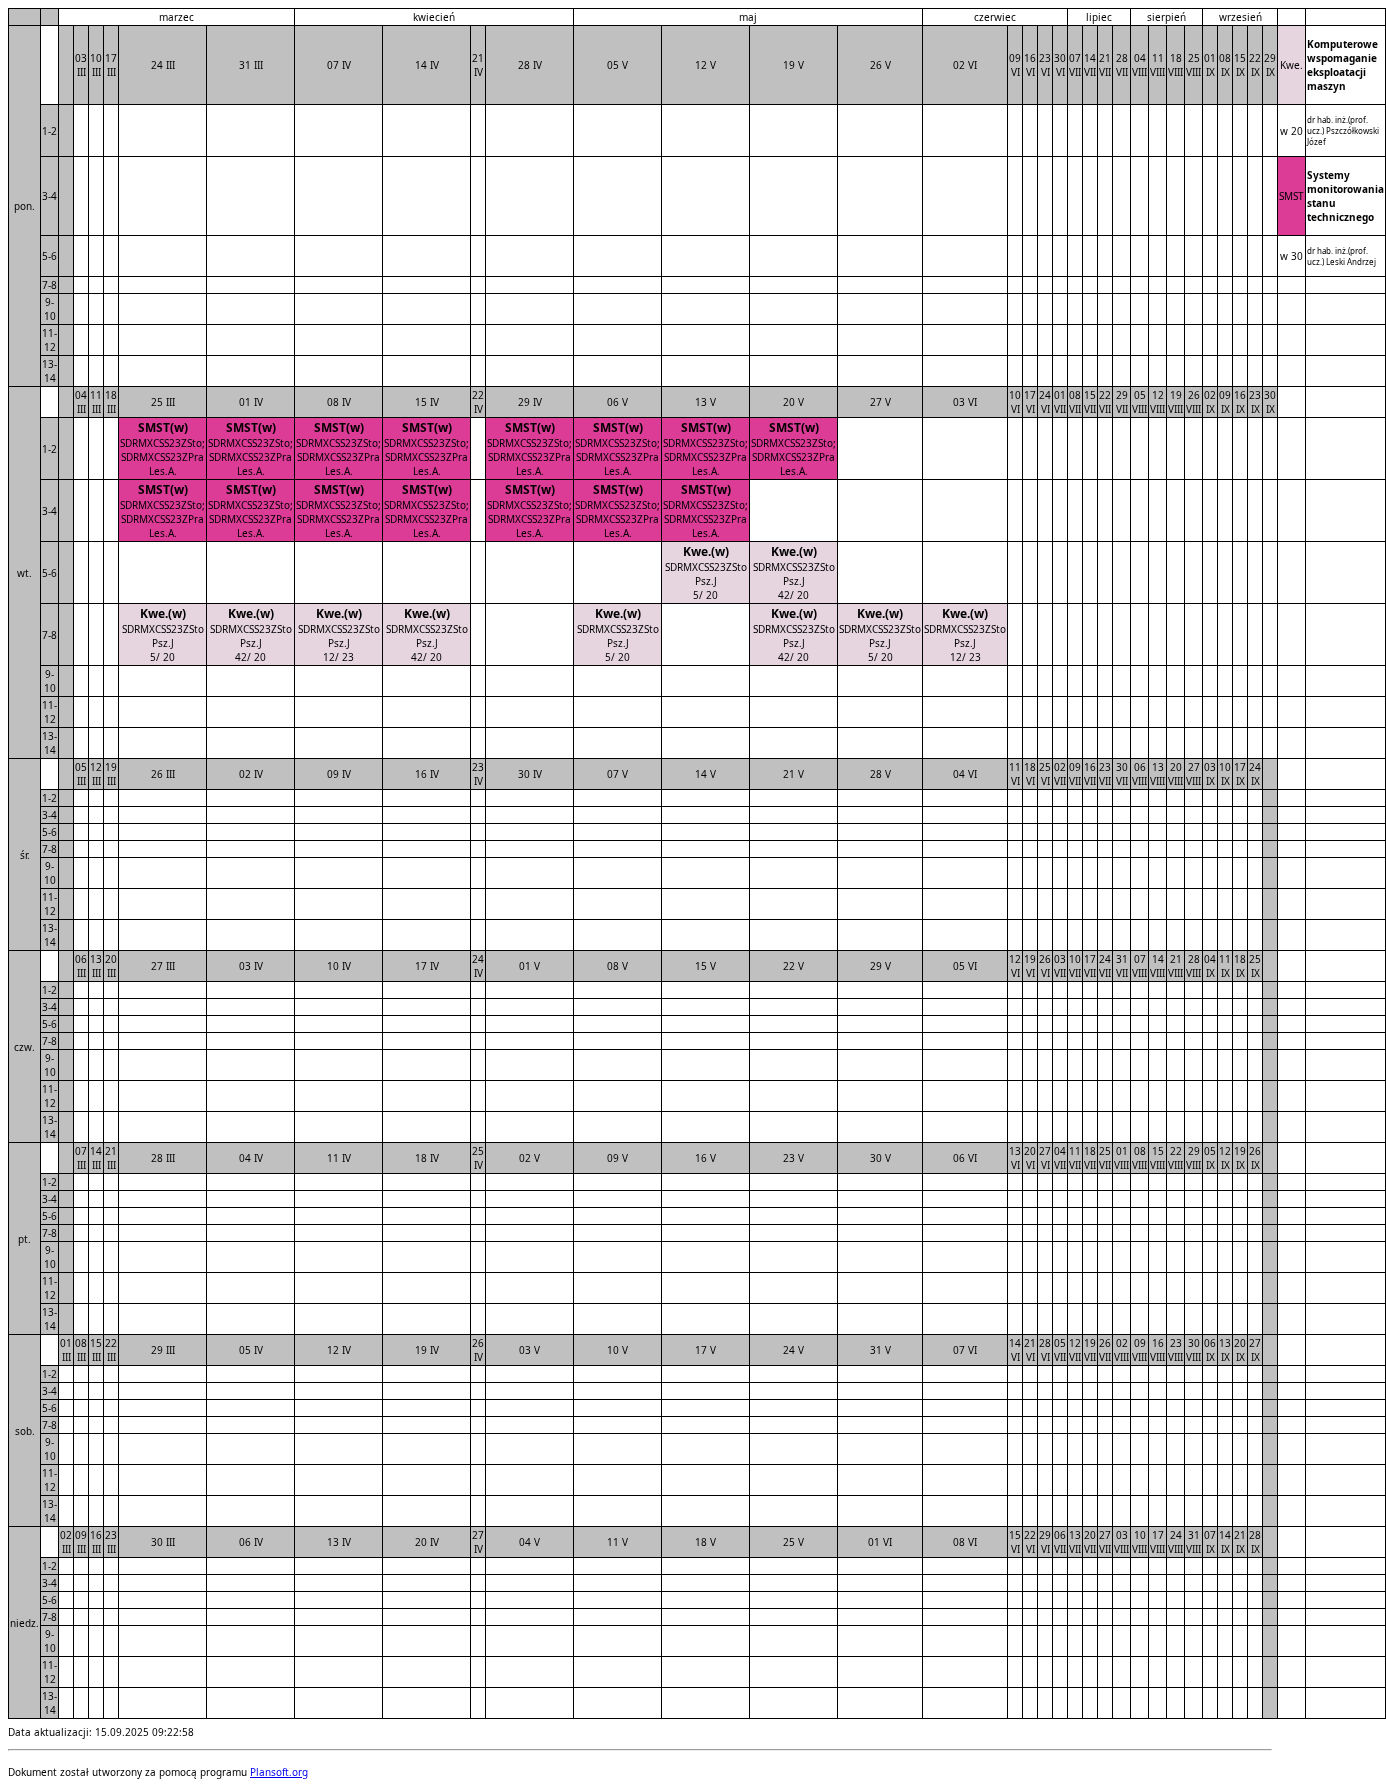 marzec kwiecień maj czerwiec lipiec sierpień wrzesień
pon. 03 III 10 III 17 III 24 III 31 III 07 IV 14 IV 21 IV 28 IV 05 V 12 V 19 V 26 V 02 VI 09 VI 16 VI 23 VI 30 VI 07 VII 14 VII 21 VII 28 VII 04 VIII 11 VIII 18 VIII 25 VIII 01 IX 08 IX 15 IX 22 IX 29 IX Kwe. Komputerowe wspomaganie eksploatacji maszyn
1-2 w 20 dr hab. inż.(prof. ucz.) Pszczółkowski Józef
3-4 SMST Systemy monitorowania stanu technicznego
5-6 w 30 dr hab. inż.(prof. ucz.) Leski Andrzej
7-8
9-10
11-12
13-14
wt. 04 III 11 III 18 III 25 III 01 IV 08 IV 15 IV 22 IV 29 IV 06 V 13 V 20 V 27 V 03 VI 10 VI 17 VI 24 VI 01 VII 08 VII 15 VII 22 VII 29 VII 05 VIII 12 VIII 19 VIII 26 VIII 02 IX 09 IX 16 IX 23 IX 30 IX
1-2
SMST(w) SMST(w) SMST(w) SMST(w) SMST(w) SMST(w) SMST(w) SMST(w)
SDRMXCSS23ZSto; SDRMXCSS23ZSto; SDRMXCSS23ZSto; SDRMXCSS23ZSto; SDRMXCSS23ZSto; SDRMXCSS23ZSto; SDRMXCSS23ZSto; SDRMXCSS23ZSto;
SDRMXCSS23ZPra SDRMXCSS23ZPra SDRMXCSS23ZPra SDRMXCSS23ZPra SDRMXCSS23ZPra SDRMXCSS23ZPra SDRMXCSS23ZPra SDRMXCSS23ZPra
Les.A. Les.A. Les.A. Les.A. Les.A. Les.A. Les.A. Les.A.
3-4
SMST(w) SMST(w) SMST(w) SMST(w) SMST(w) SMST(w) SMST(w)
SDRMXCSS23ZSto; SDRMXCSS23ZSto; SDRMXCSS23ZSto; SDRMXCSS23ZSto; SDRMXCSS23ZSto; SDRMXCSS23ZSto; SDRMXCSS23ZSto;
SDRMXCSS23ZPra SDRMXCSS23ZPra SDRMXCSS23ZPra SDRMXCSS23ZPra SDRMXCSS23ZPra SDRMXCSS23ZPra SDRMXCSS23ZPra
Les.A. Les.A. Les.A. Les.A. Les.A. Les.A. Les.A.
5-6
Kwe.(w) Kwe.(w)
SDRMXCSS23ZSto SDRMXCSS23ZSto
Psz.J Psz.J
5/ 20 42/ 20
7-8
Kwe.(w) Kwe.(w) Kwe.(w) Kwe.(w) Kwe.(w) Kwe.(w) Kwe.(w) Kwe.(w)
SDRMXCSS23ZSto SDRMXCSS23ZSto SDRMXCSS23ZSto SDRMXCSS23ZSto SDRMXCSS23ZSto SDRMXCSS23ZSto SDRMXCSS23ZSto SDRMXCSS23ZSto
Psz.J Psz.J Psz.J Psz.J Psz.J Psz.J Psz.J Psz.J
5/ 20 42/ 20 12/ 23 42/ 20 5/ 20 42/ 20 5/ 20 12/ 23
9-10
11-12
13-14
śr. 05 III 12 III 19 III 26 III 02 IV 09 IV 16 IV 23 IV 30 IV 07 V 14 V 21 V 28 V 04 VI 11 VI 18 VI 25 VI 02 VII 09 VII 16 VII 23 VII 30 VII 06 VIII 13 VIII 20 VIII 27 VIII 03 IX 10 IX 17 IX 24 IX
1-2
3-4
5-6
7-8
9-10
11-12
13-14
czw. 06 III 13 III 20 III 27 III 03 IV 10 IV 17 IV 24 IV 01 V 08 V 15 V 22 V 29 V 05 VI 12 VI 19 VI 26 VI 03 VII 10 VII 17 VII 24 VII 31 VII 07 VIII 14 VIII 21 VIII 28 VIII 04 IX 11 IX 18 IX 25 IX
1-2
3-4
5-6
7-8
9-10
11-12
13-14
pt. 07 III 14 III 21 III 28 III 04 IV 11 IV 18 IV 25 IV 02 V 09 V 16 V 23 V 30 V 06 VI 13 VI 20 VI 27 VI 04 VII 11 VII 18 VII 25 VII 01 VIII 08 VIII 15 VIII 22 VIII 29 VIII 05 IX 12 IX 19 IX 26 IX
1-2
3-4
5-6
7-8
9-10
11-12
13-14
sob. 01 III 08 III 15 III 22 III 29 III 05 IV 12 IV 19 IV 26 IV 03 V 10 V 17 V 24 V 31 V 07 VI 14 VI 21 VI 28 VI 05 VII 12 VII 19 VII 26 VII 02 VIII 09 VIII 16 VIII 23 VIII 30 VIII 06 IX 13 IX 20 IX 27 IX
1-2
3-4
5-6
7-8
9-10
11-12
13-14
niedz. 02 III 09 III 16 III 23 III 30 III 06 IV 13 IV 20 IV 27 IV 04 V 11 V 18 V 25 V 01 VI 08 VI 15 VI 22 VI 29 VI 06 VII 13 VII 20 VII 27 VII 03 VIII 10 VIII 17 VIII 24 VIII 31 VIII 07 IX 14 IX 21 IX 28 IX
1-2
3-4
5-6
7-8
9-10
11-12
13-14
Data aktualizacji: 15.09.2025 09:22:58
Dokument został utworzony za pomocą programu Plansoft.org